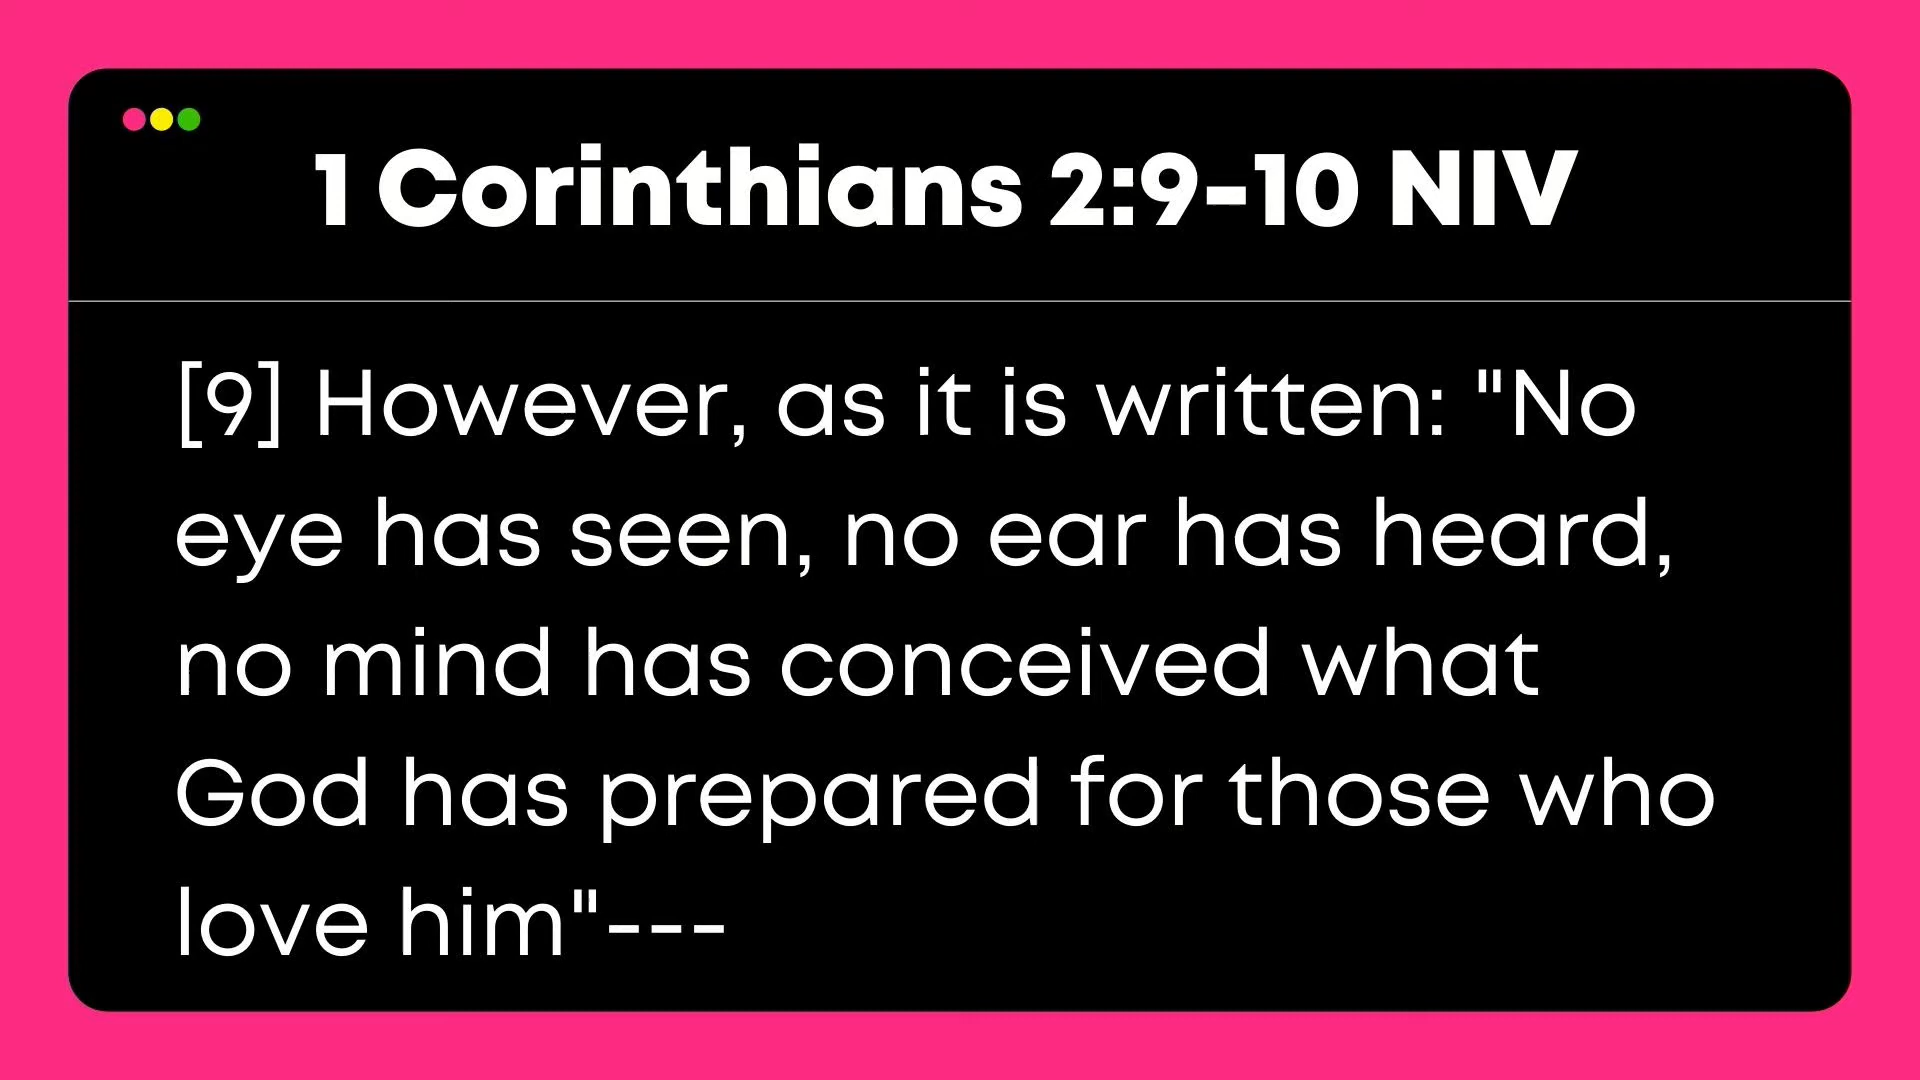 1 Corinthians 2:9-10 NIV
[9] However, as it is written: "No
eye has seen, no ear has heard,
no mind has conceived what
God has prepared for those who
love him"---